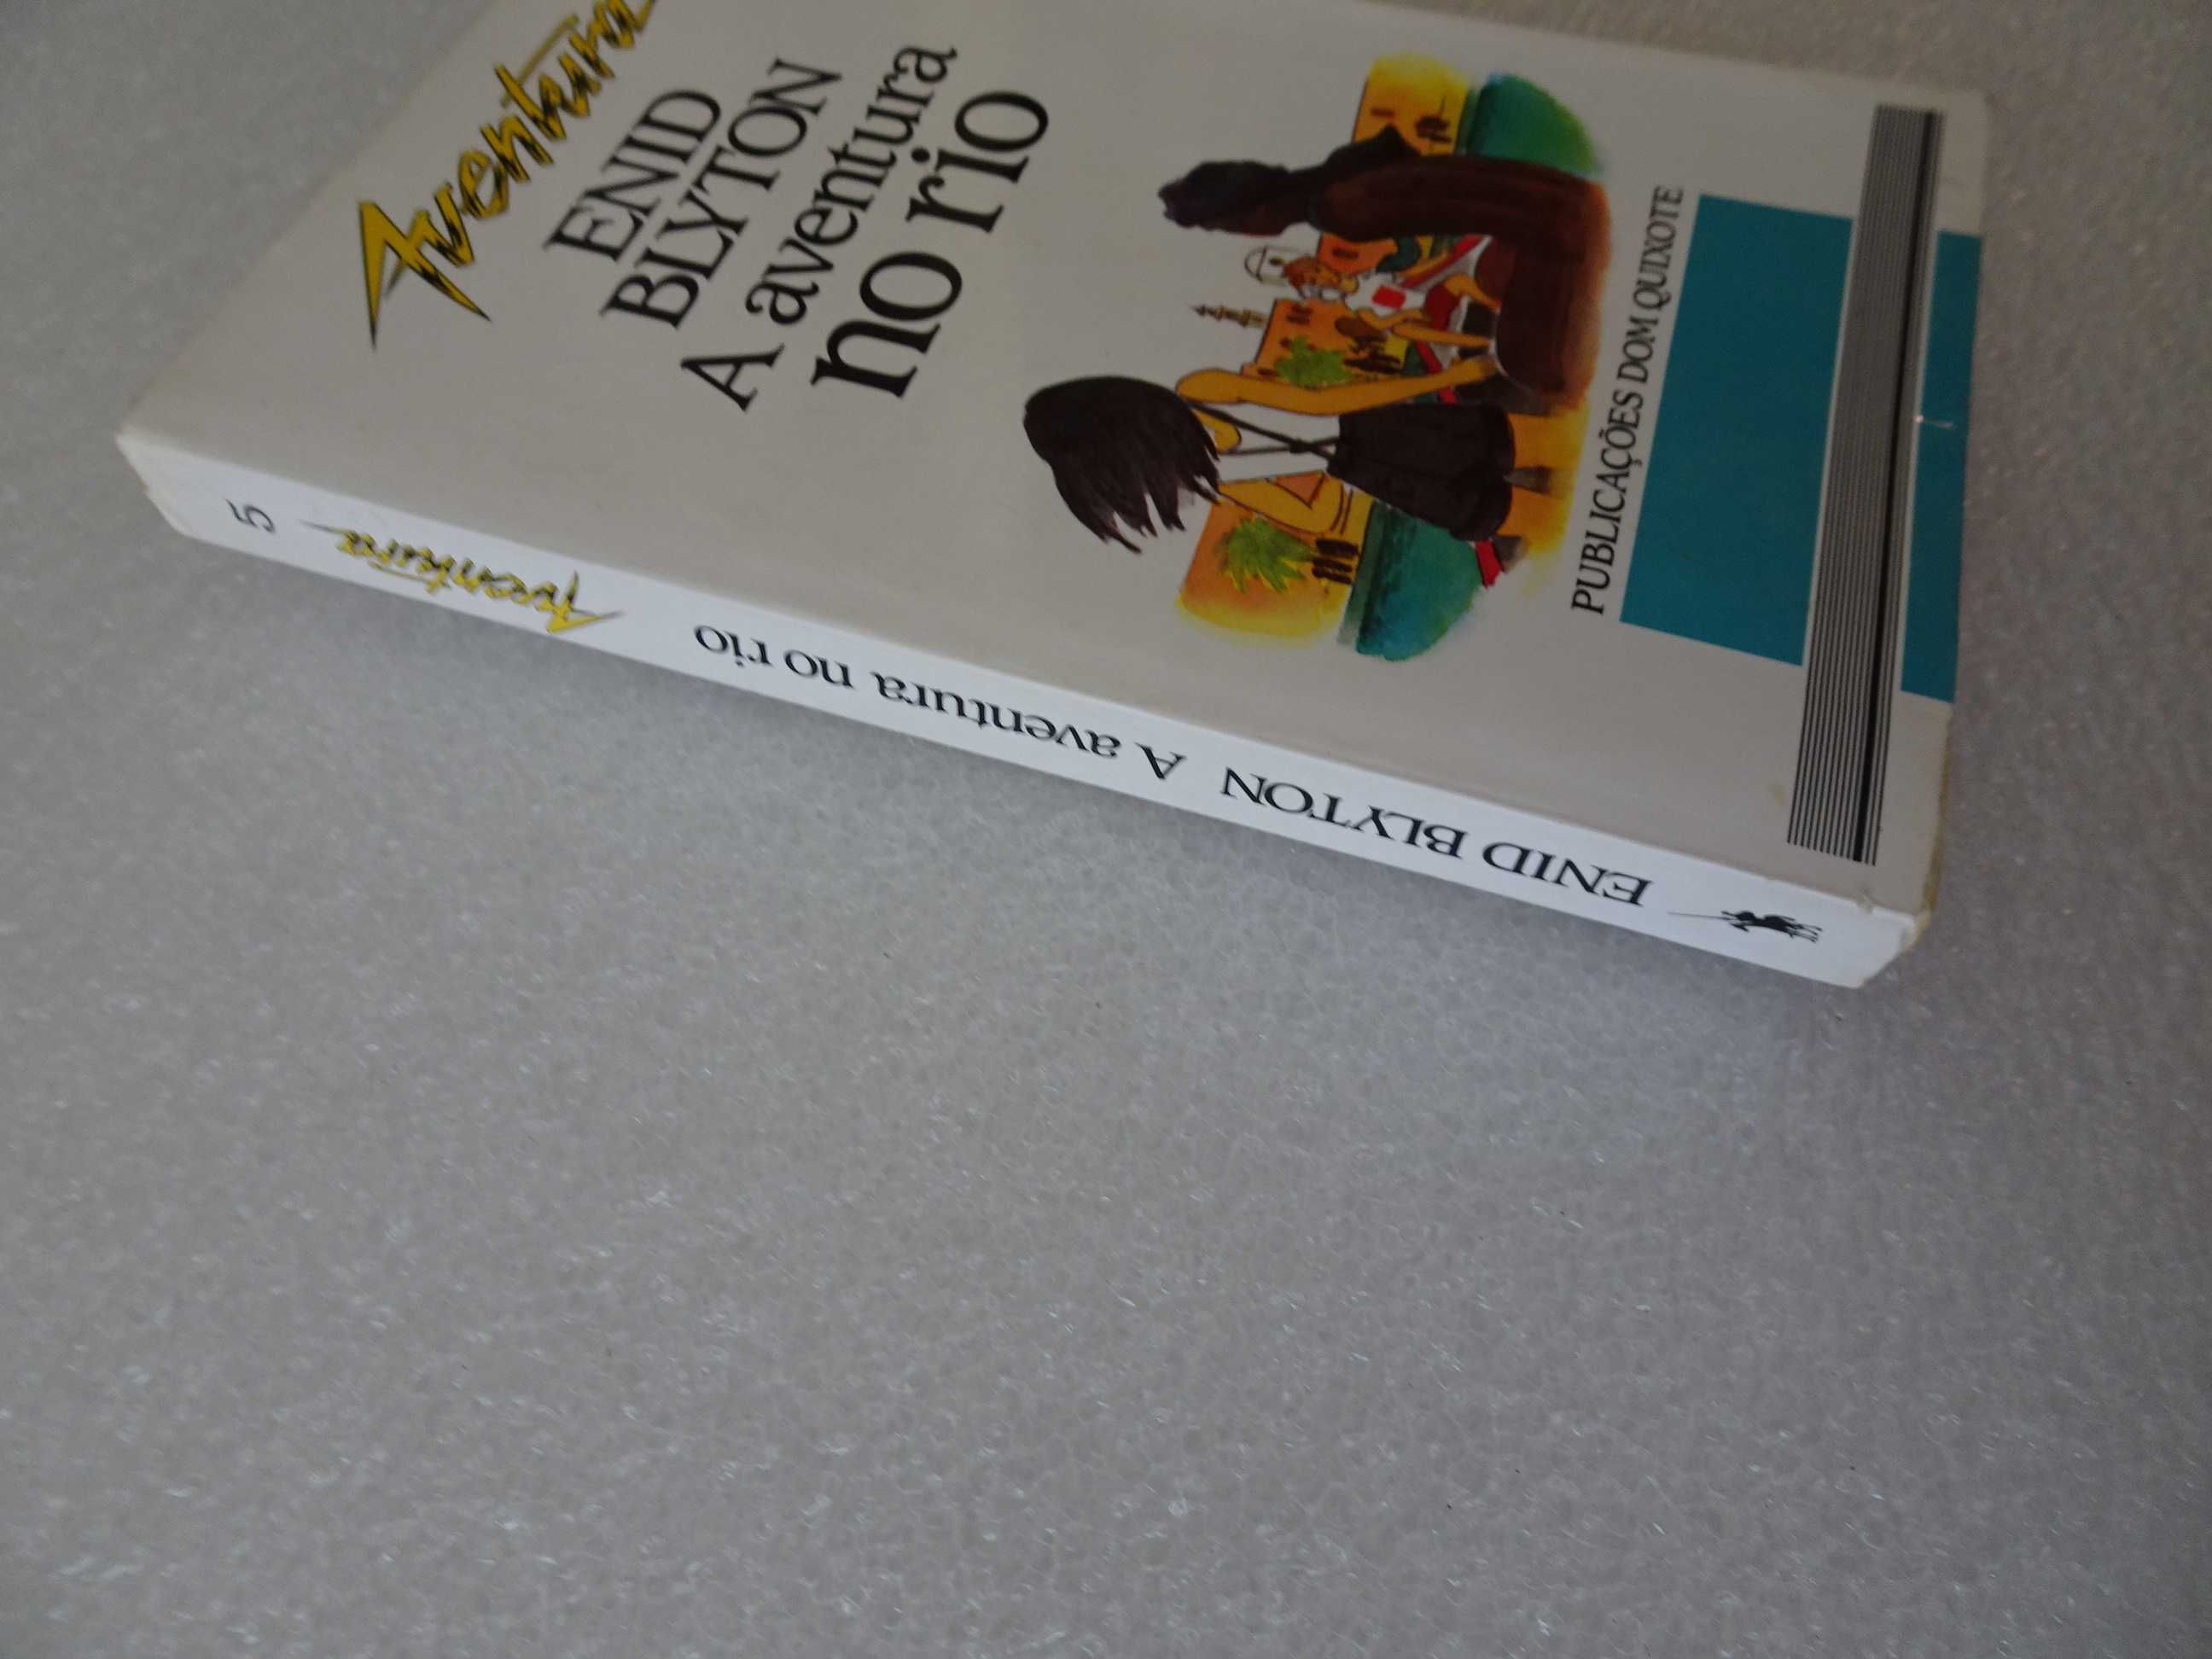 Aventura
ENID
BLYTON
A aventura
no rio
PUBLICAÇÕES DOM QUIXOTE
ENID BLYTON A aventura no rio Aventura 5